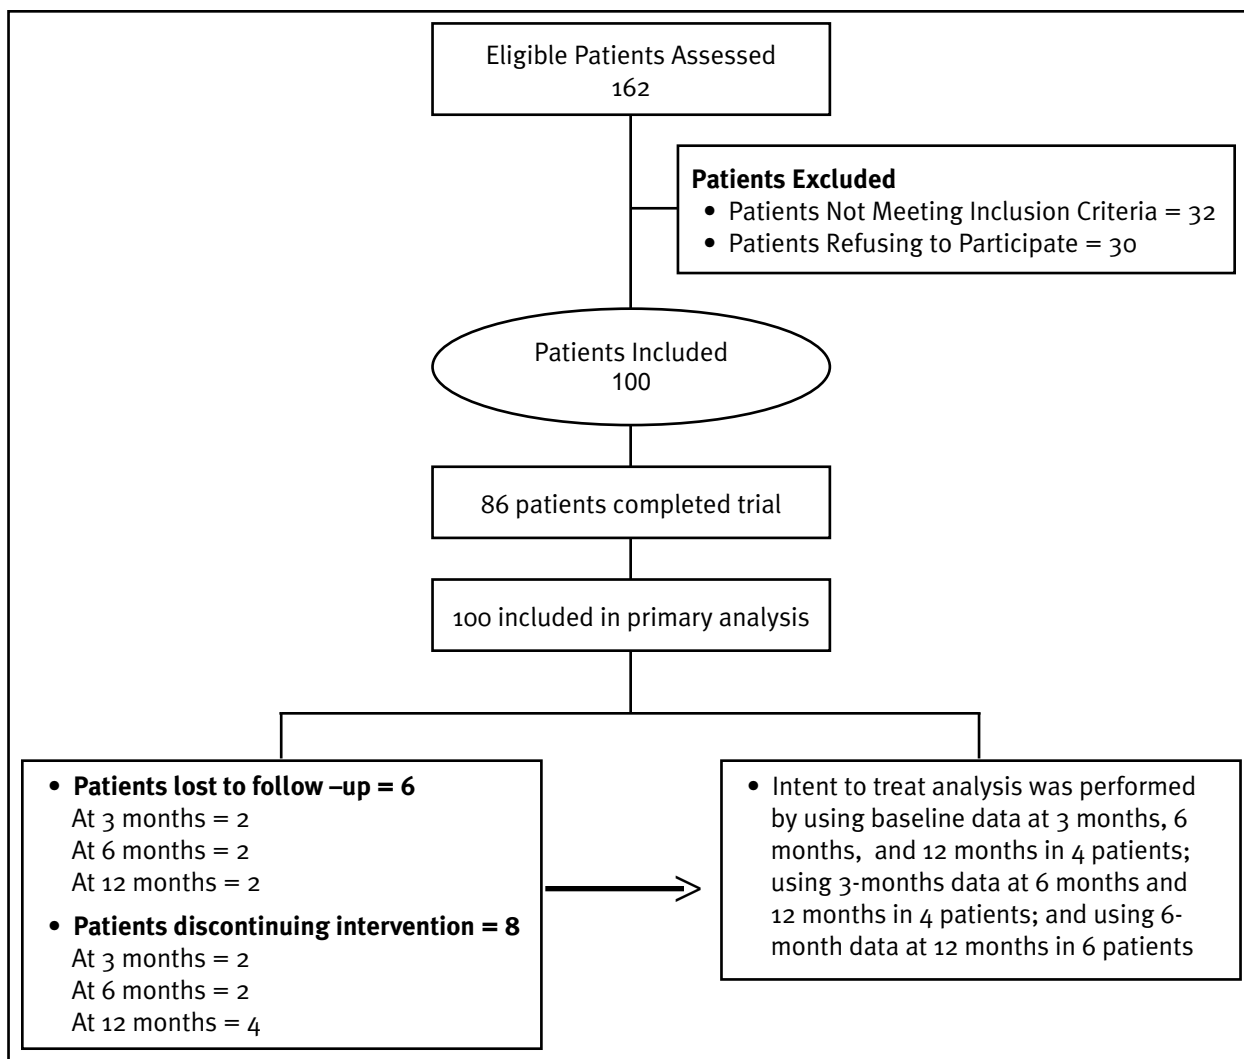 Eligible Patients Assessed
162
Patients Excluded
• Patients Not Meeting Inclusion Criteria = 32
• Patients Refusing to Participate = 30
Patients Included
100
86 patients completed trial
100 included in primary analysis
• Patients lost to follow –up = 6
At 3 months = 2
At 6 months = 2
At 12 months = 2
• Patients discontinuing intervention = 8
At 3 months = 2
At 6 months = 2
At 12 months = 4
• Intent to treat analysis was performed
by using baseline data at 3 months, 6
months, and 12 months in 4 patients;
using 3-months data at 6 months and
12 months in 4 patients; and using 6-
month data at 12 months in 6 patients